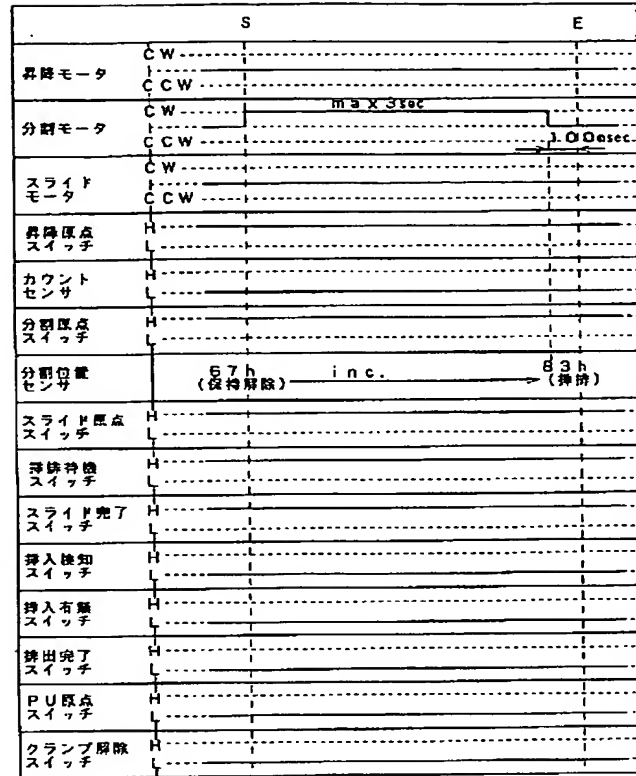 S E
昇降モータ CW
CCW
分割モータ CW max 3sec
CCW 100msec
スライド
モータ CW
CCW
昇降原点
スイッチ H
L
カウント
センサ H
L
分割原点
スイッチ H
L
分割位置
センサ 67h inc. 83h
(保持解除) (挿排)
スライド原点
スイッチ H
L
挿排待機
スイッチ H
L
スライド完了
スイッチ H
L
挿入検知
スイッチ H
L
挿入有無
スイッチ H
L
排出完了
スイッチ H
L
PU原点
スイッチ H
L
クランプ解除
スイッチ H
L